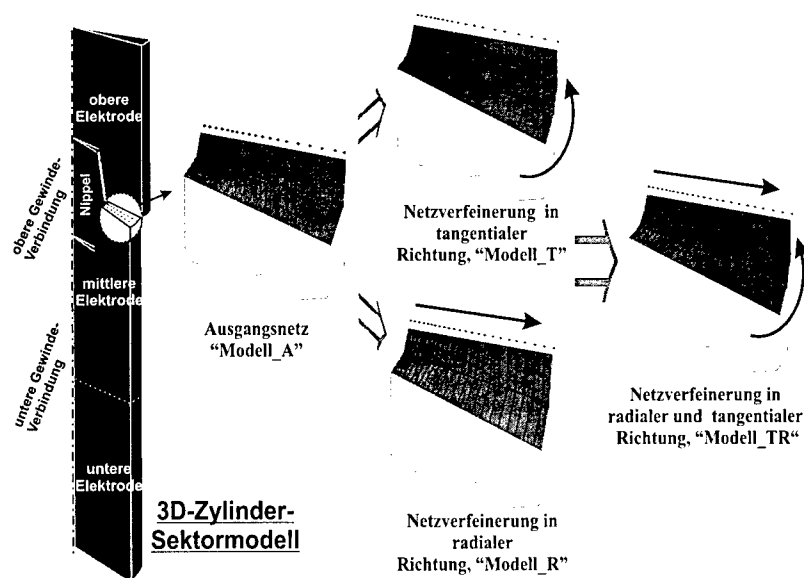 obere
Elektrode
obere Gewinde-
Verbindung
Nippel
mittlere
Elektrode
untere Gewinde-
Verbindung
untere
Elektrode
3D-Zylinder-
Sektormodell
Ausgangsnetz
“Modell_A”
Netzverfeinerung in
tangentialer
Richtung, “Modell_T”
Netzverfeinerung in
radialer
Richtung, “Modell_R”
Netzverfeinerung in
radialer und tangentialer
Richtung, “Modell_TR“